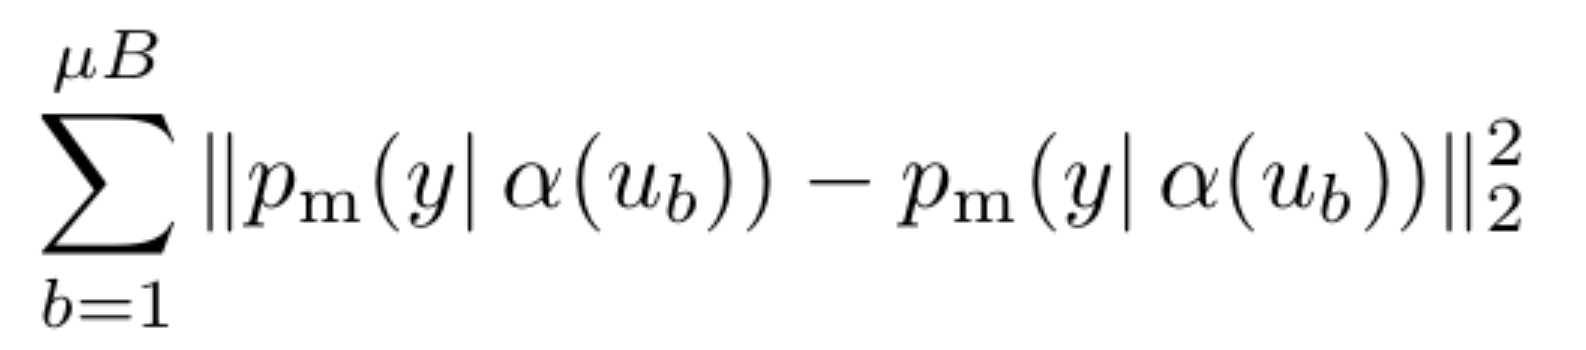 \sum_{b=1}^{\mu B} \| p_{\mathrm{m}}(y | \, \alpha(u_b)) - p_{\mathrm{m}}(y | \, \alpha(u_b)) \|_2^2